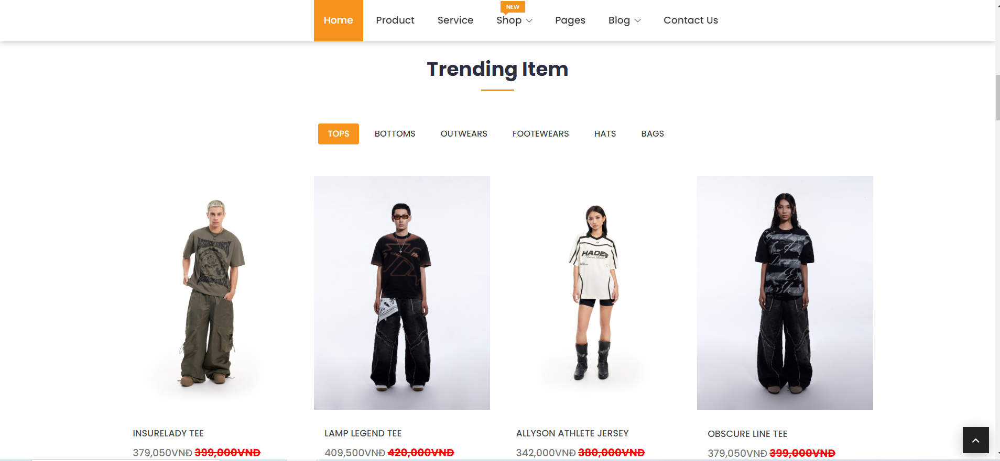 NEW
Home Product Service Shop Pages Blog Contact Us
Trending Item
TOPS BOTTOMS OUTWEARS FOOTEWEARS HATS BAGS
HADES
INSURELADY TEE
379,050VNĐ 399,000VNĐ
LAMP LEGEND TEE
409,500VNĐ 420,000VNĐ
ALLYSON ATHLETE JERSEY
342,000VNĐ 380,000VNĐ
OBSCURE LINE TEE
379,050VNĐ 399,000VNĐ